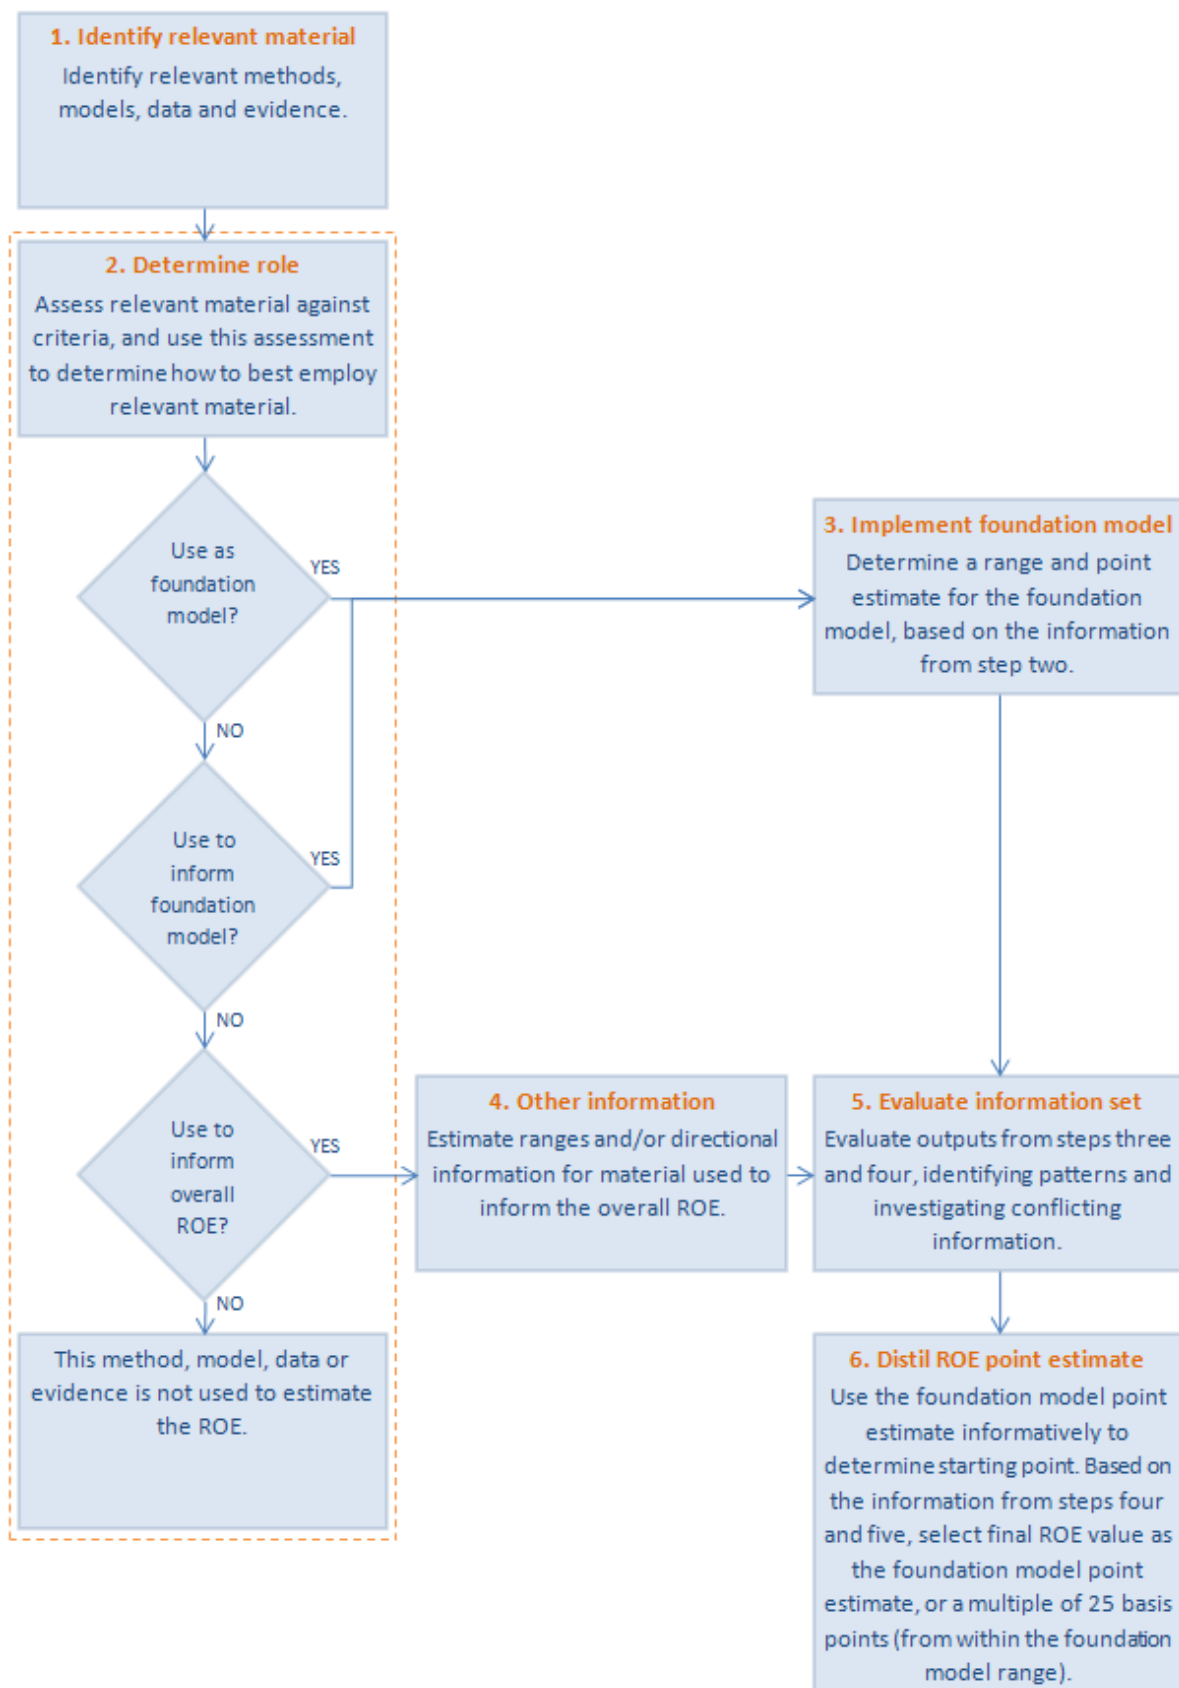 1. Identify relevant material
Identify relevant methods,
models, data and evidence.
2. Determine role
Assess relevant material against
criteria, and use this assessment
to determine how to best employ
relevant material.
Use as
foundation
model?
YES
NO
3. Implement foundation model
Determine a range and point
estimate for the foundation
model, based on the information
from step two.
Use to
inform
foundation
model?
YES
NO
Use to
inform
overall
ROE?
YES
NO
4. Other information
Estimate ranges and/or directional
information for material used to
inform the overall ROE.
5. Evaluate information set
Evaluate outputs from steps three
and four, identifying patterns and
investigating conflicting
information.
This method, model, data or
evidence is not used to estimate
the ROE.
6. Distil ROE point estimate
Use the foundation model point
estimate informatively to
determine starting point. Based on
the information from steps four
and five, select final ROE value as
the foundation model point
estimate, or a multiple of 25 basis
points (from within the foundation
model range).